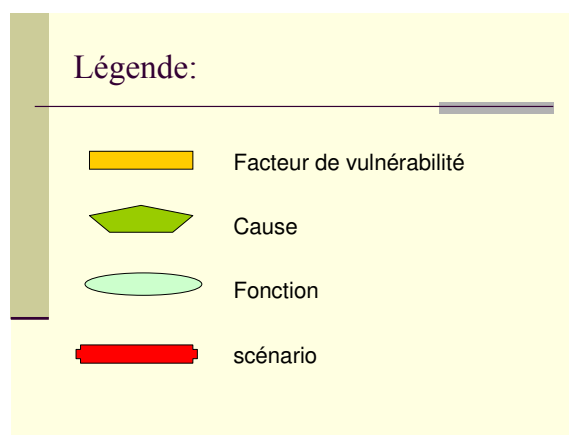 Légende:
Facteur de vulnérabilité
Cause
Fonction
scénario